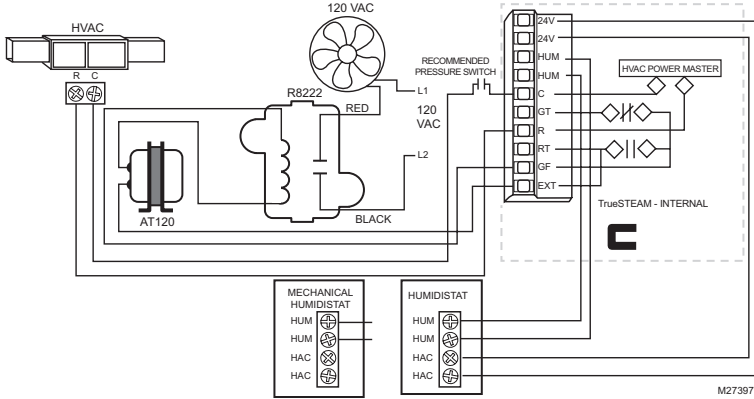 120 VAC
HVAC
R C
R8222
RED
L1
120
VAC
L2
BLACK
AT120
RECOMMENDED
PRESSURE SWITCH
24V
24V
HUM
HUM
C
GT
R
RT
GF
EXT
HVAC POWER MASTER
TrueSTEAM - INTERNAL
MECHANICAL
HUMIDISTAT
HUM
HUM
HAC
HAC
HUMIDISTAT
HUM
HUM
HAC
HAC
M27397